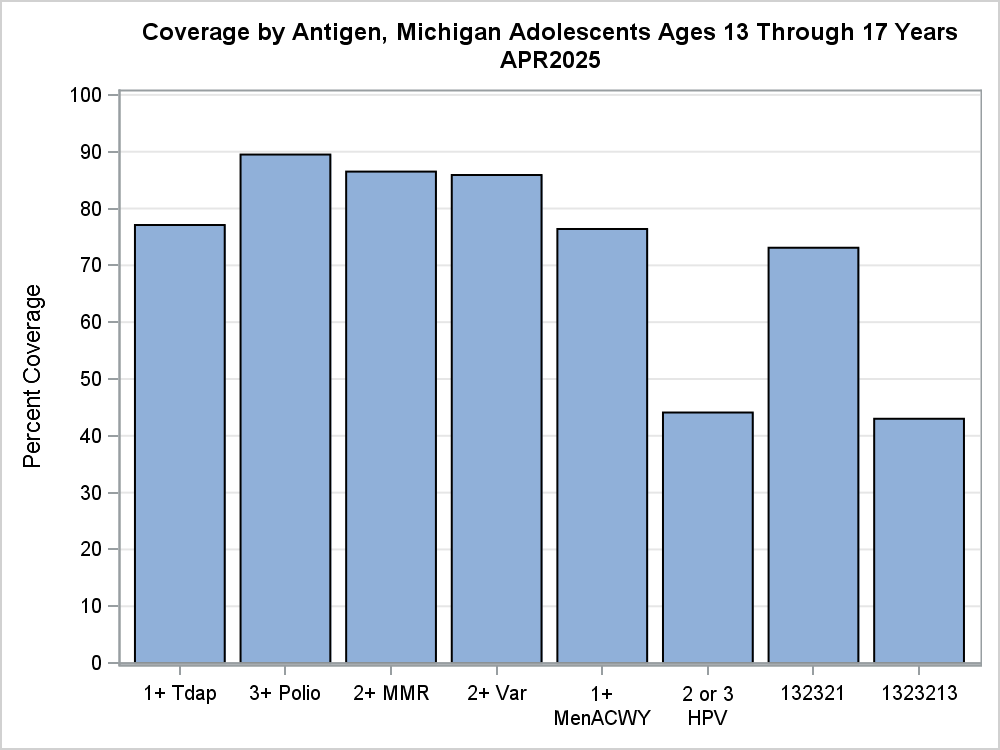 Coverage by Antigen, Michigan Adolescents Ages 13 Through 17 Years
APR2025
Percent Coverage
100
90
80
70
60
50
40
30
20
10
0
1+ Tdap
3+ Polio
2+ MMR
2+ Var
1+
MenACWY
2 or 3
HPV
132321
1323213